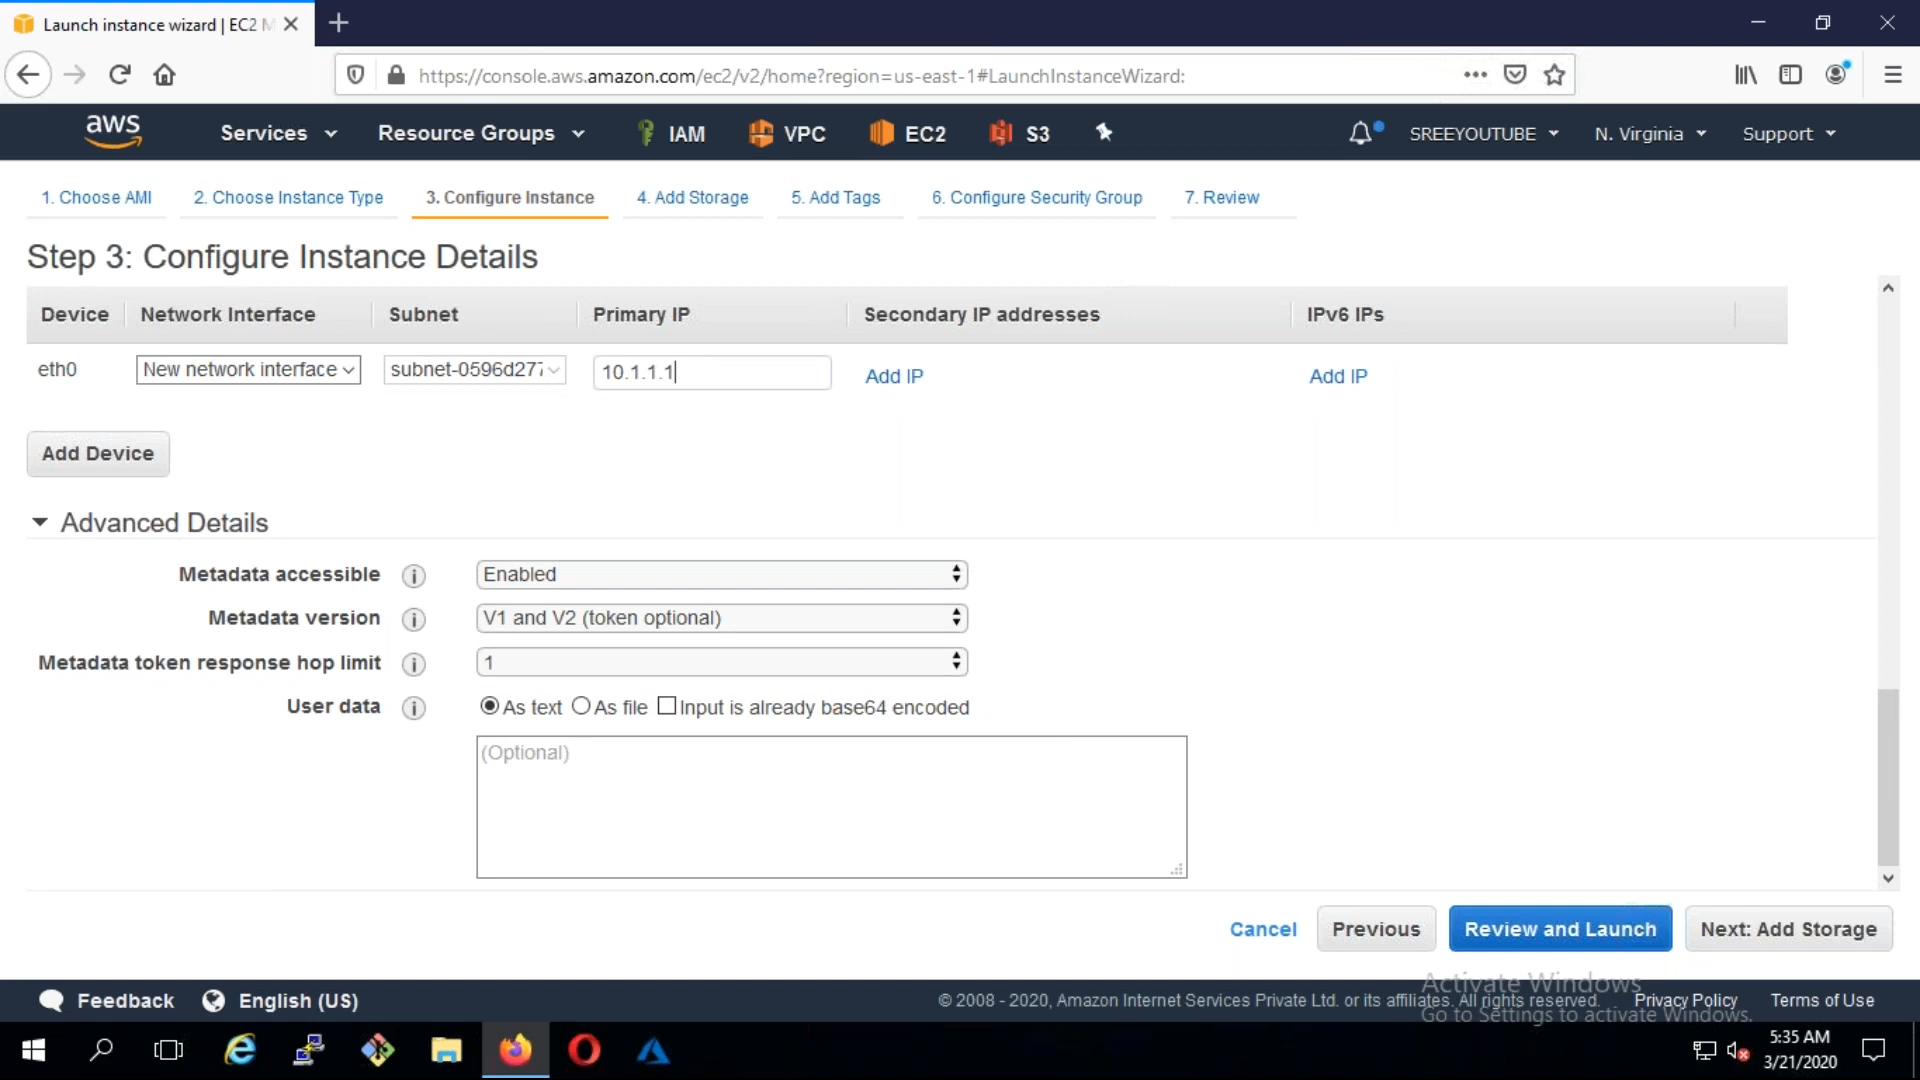 Launch instance wizard | EC2 M
https://console.aws.amazon.com/ec2/v2/home?region=us-east-1#LaunchInstanceWizard:
aws Services Resource Groups IAM VPC EC2 S3 SREEYOUTUBE N. Virginia Support
1. Choose AMI 2. Choose Instance Type 3. Configure Instance 4. Add Storage 5. Add Tags 6. Configure Security Group 7. Review
Step 3: Configure Instance Details
Device Network Interface Subnet Primary IP Secondary IP addresses IPv6 IPs
eth0 New network interface subnet-0596d277 10.1.1.1 Add IP Add IP
Add Device
Advanced Details
Metadata accessible i Enabled
Metadata version i V1 and V2 (token optional)
Metadata token response hop limit i 1
User data i As text As file Input is already base64 encoded
(Optional)
Cancel Previous Review and Launch Next: Add Storage
Activate Windows
Feedback English (US) © 2008 - 2020, Amazon Internet Services Private Ltd. or its affiliates. All rights reserved. Privacy Policy Terms of Use
Go to Settings to activate Windows.
5:35 AM
3/21/2020